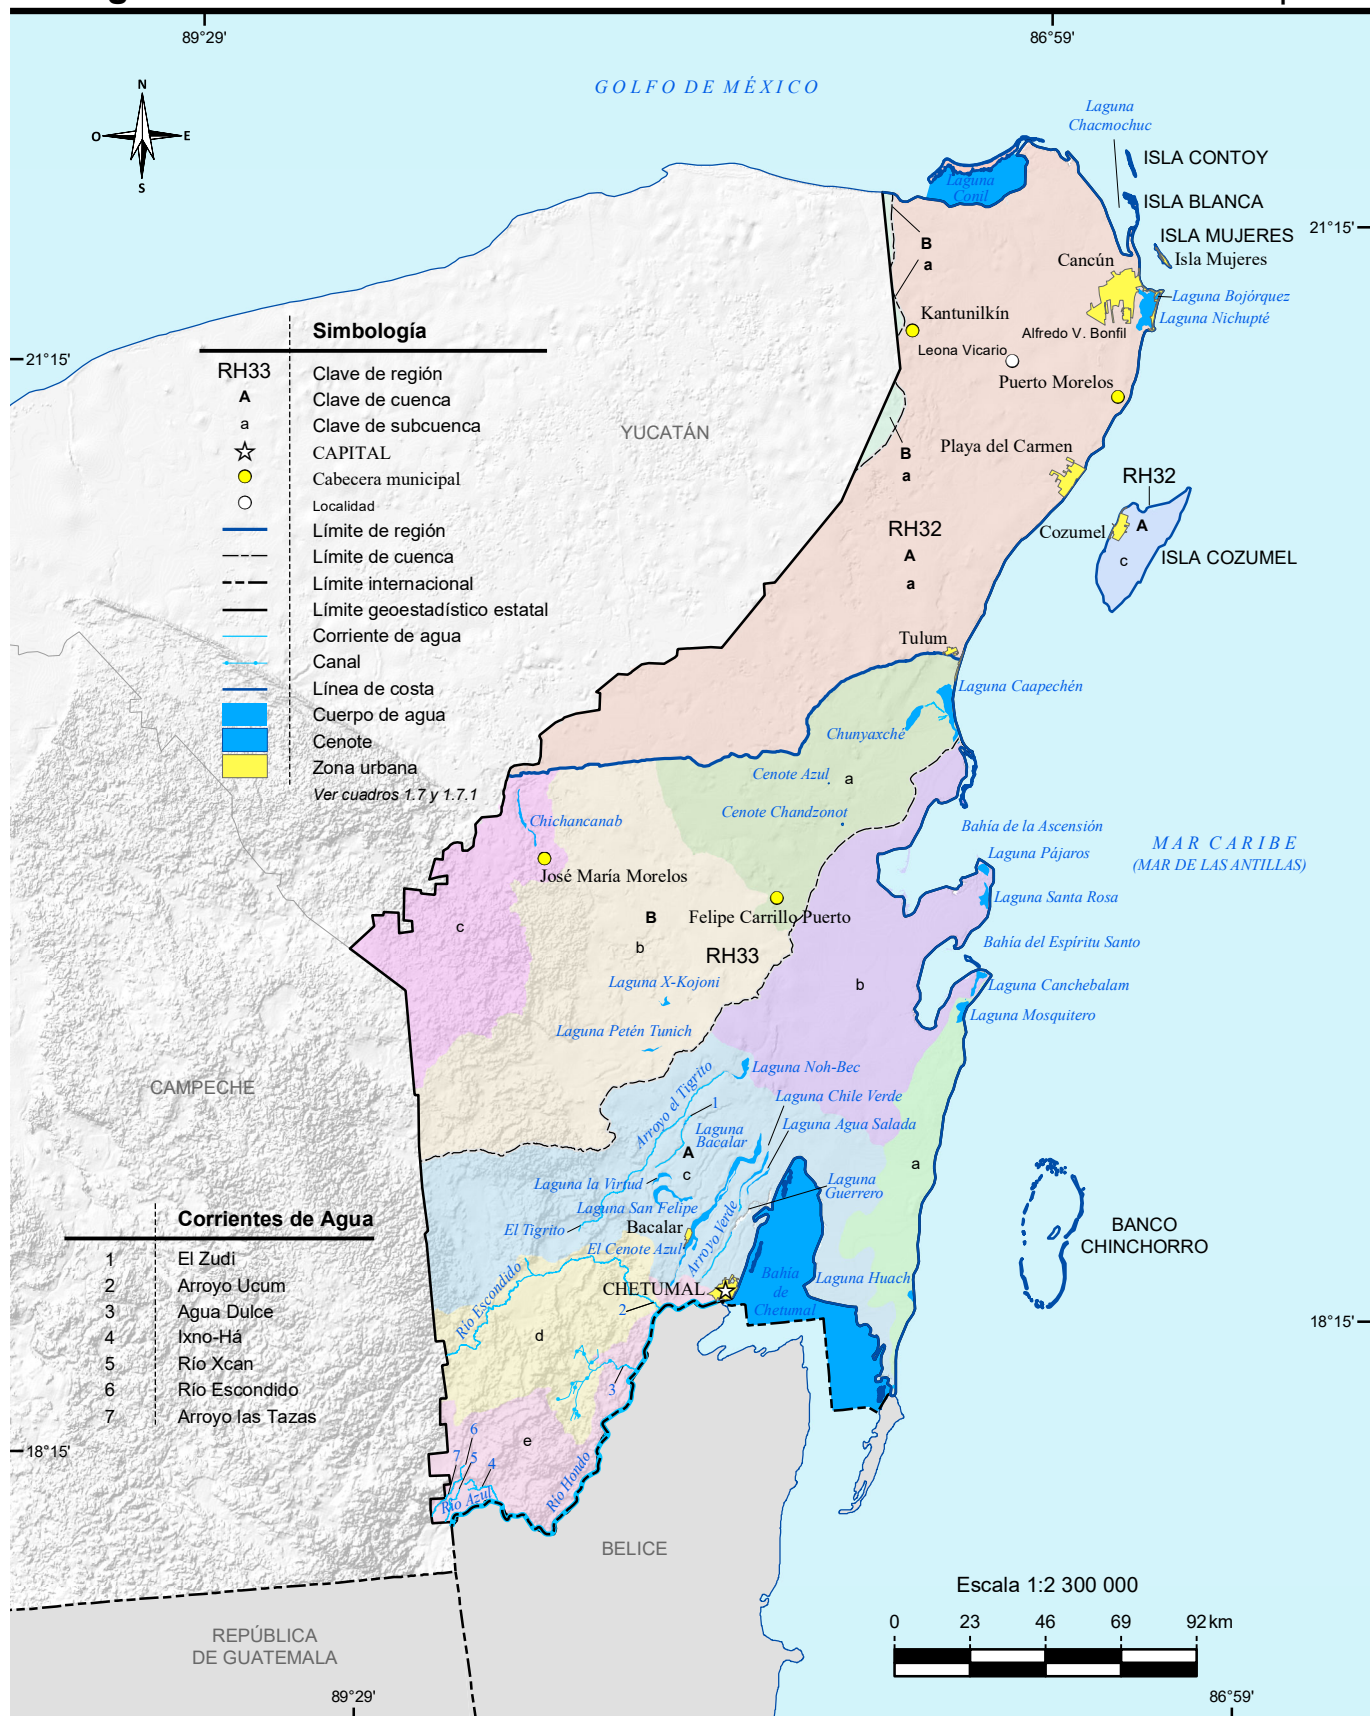 89°29'
86°59'
GOLFO DE MÉXICO
N
O
E
S
Laguna
Chacmochuc
ISLA CONTOY
Laguna
Conil
ISLA BLANCA
21°15'
ISLA MUJERES
Isla Mujeres
Cancún
B
a
Laguna Bojórquez
Laguna Nichupté
Kantunilkín
Alfredo V. Bonfil
Leona Vicario
Puerto Morelos
21°15'
Simbología
RH33 Clave de región
A Clave de cuenca
a Clave de subcuenca
CAPITAL
Cabecera municipal
Localidad
Límite de región
Límite de cuenca
Límite internacional
Límite geoestadístico estatal
Corriente de agua
Canal
Línea de costa
Cuerpo de agua
Cenote
Zona urbana
Ver cuadros 1.7 y 1.7.1
YUCATÁN
B
a
Playa del Carmen
RH32
RH32
A
a
Cozumel
A
c
ISLA COZUMEL
Tulum
Laguna Caapechén
Chunyaxché
Cenote Azul
a
Cenote Chandzonot
Chichancanab
Bahía de la Ascensión
MAR CARIBE
(MAR DE LAS ANTILLAS)
Laguna Pájaros
José María Morelos
Laguna Santa Rosa
c
B
Felipe Carrillo Puerto
b
RH33
Bahía del Espíritu Santo
Laguna X-Kojoni
b
Laguna Canchebalam
Laguna Mosquitero
Laguna Petén Tunich
CAMPECHE
Laguna Noh-Bec
Arroyo el Tigrito
1
Laguna Chile Verde
Laguna
Bacalar
Laguna Agua Salada
A
c
a
Laguna la Virtud
Laguna
Guerrero
Laguna San Felipe
El Tigrito
Bacalar
El Cenote Azul
Arroyo Verde
BANCO
CHINCHORRO
Corrientes de Agua
1 El Zudi
2 Arroyo Ucum
3 Agua Dulce
4 Ixno-Há
5 Río Xcan
6 Río Escondido
7 Arroyo las Tazas
CHETUMAL
Bahía
de
Chetumal
Laguna Huach
Río Escondido
2
d
3
18°15'
18°15'
e
6
7
5
4
Río Azul
Río Hondo
BELICE
Escala 1:2 300 000
0 23 46 69 92 km
REPÚBLICA
DE GUATEMALA
89°29'
86°59'